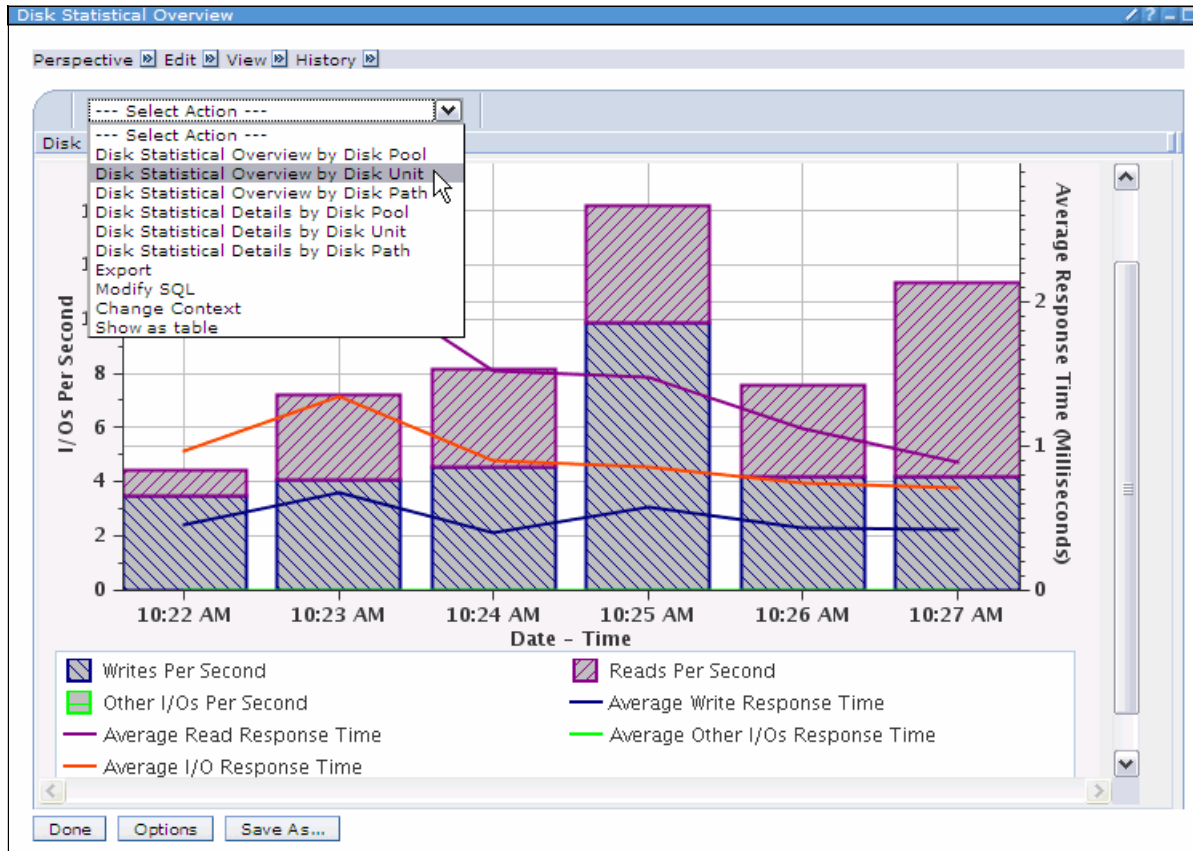 Disk Statistical Overview
Perspective Edit View History
--- Select Action ---
Disk
--- Select Action ---
Disk Statistical Overview by Disk Pool
Disk Statistical Overview by Disk Unit
Disk Statistical Overview by Disk Path
Disk Statistical Details by Disk Pool
Disk Statistical Details by Disk Unit
Disk Statistical Details by Disk Path
Export
Modify SQL
Change Context
Show as table
I/Os Per Second
8
6
4
2
0
Average Response Time (Milliseconds)
2
1
0
10:22 AM 10:23 AM 10:24 AM 10:25 AM 10:26 AM 10:27 AM
Date - Time
Writes Per Second Reads Per Second
Other I/Os Per Second Average Write Response Time
Average Read Response Time Average Other I/Os Response Time
Average I/O Response Time
Done Options Save As...